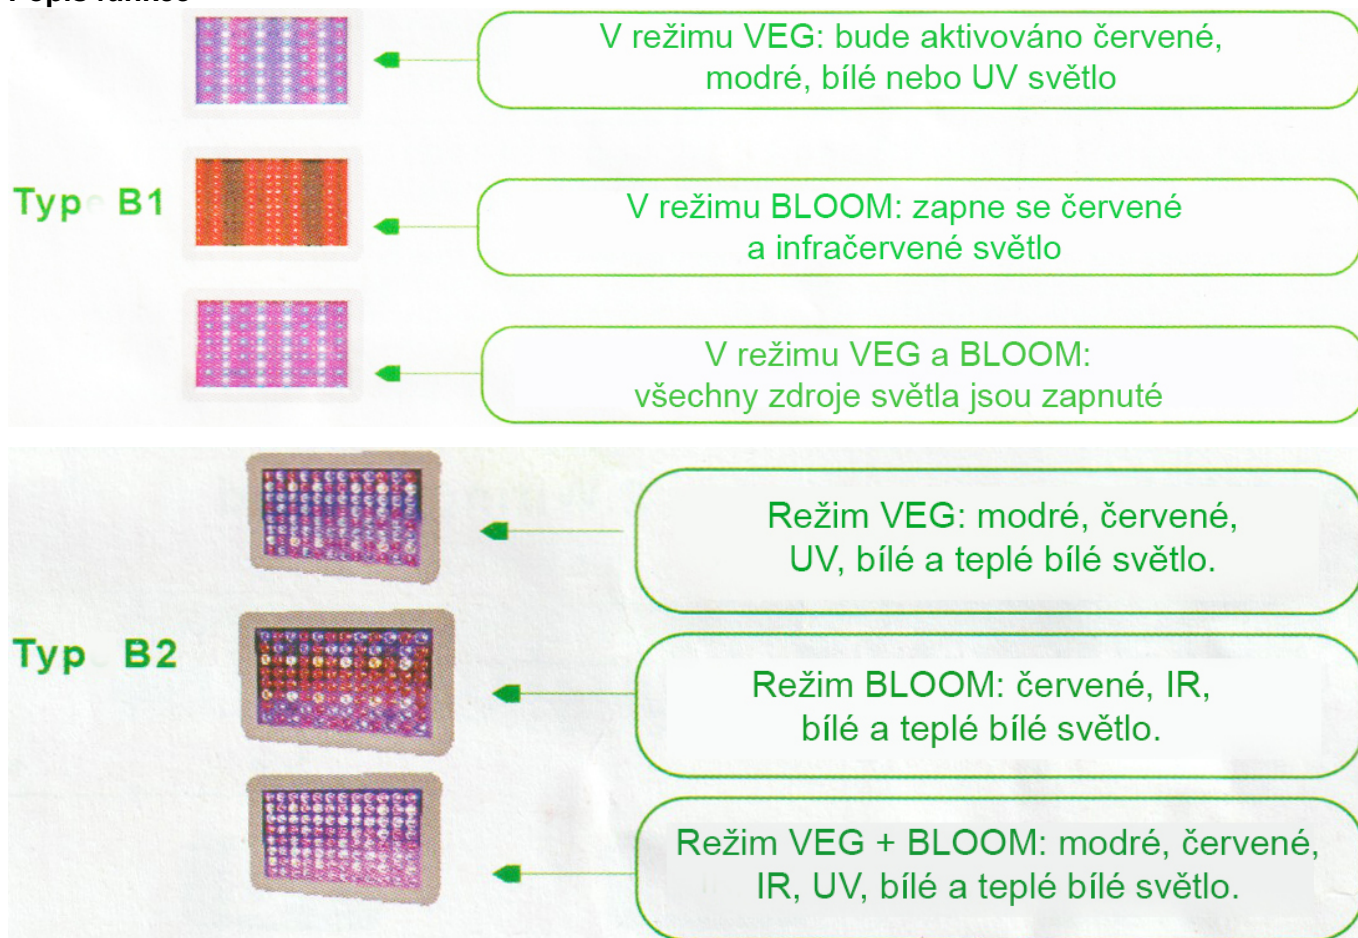 V režimu VEG: bude aktivováno červené,
modré, bílé nebo UV světlo
Typ B1
V režimu BLOOM: zapne se červené
a infračervené světlo
V režimu VEG a BLOOM:
všechny zdroje světla jsou zapnuté
Režim VEG: modré, červené,
UV, bílé a teplé bílé světlo.
Typ B2
Režim BLOOM: červené, IR,
bílé a teplé bílé světlo.
Režim VEG + BLOOM: modré, červené,
IR, UV, bílé a teplé bílé světlo.